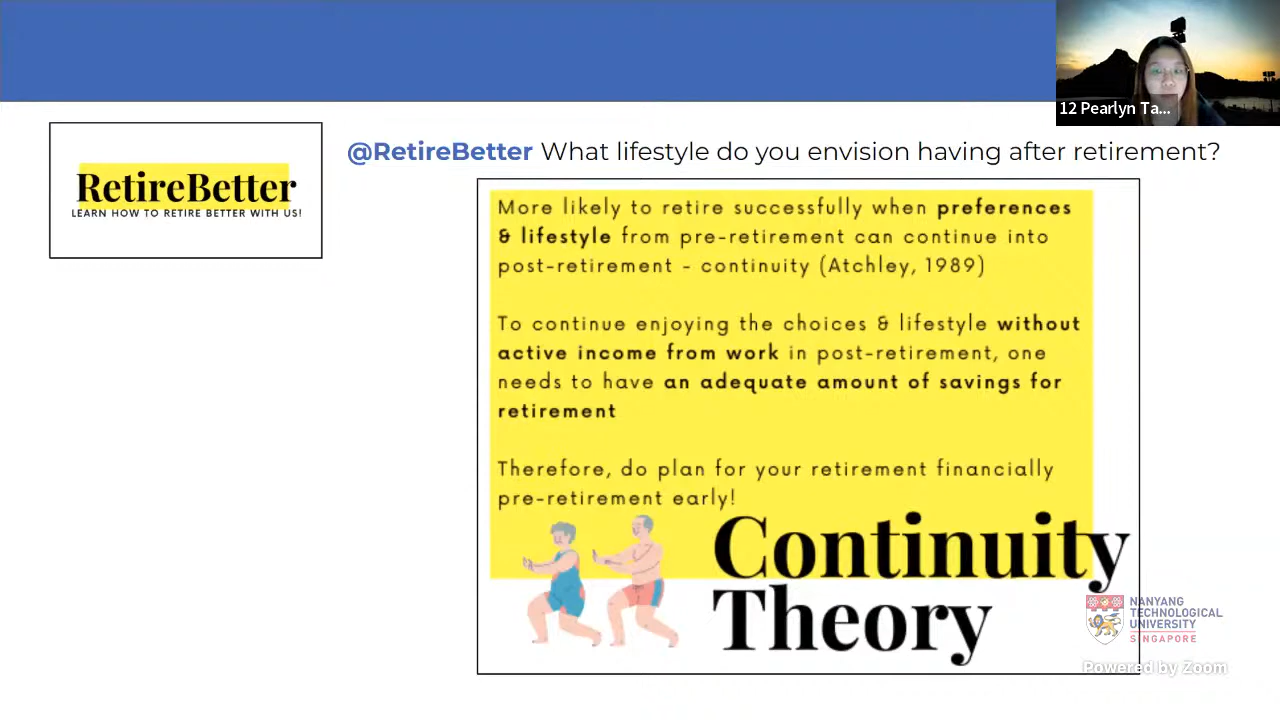 12 Pearlyn Ta...
@RetireBetter What lifestyle do you envision having after retirement?
RetireBetter
LEARN HOW TO RETIRE BETTER WITH US!
More likely to retire successfully when preferences
& lifestyle from pre-retirement can continue into
post-retirement - continuity (Atchley, 1989)
To continue enjoying the choices & lifestyle without
active income from work in post-retirement, one
needs to have an adequate amount of savings for
retirement
Therefore, do plan for your retirement financially
pre-retirement early!
Continuity
Theory
NANYANG
TECHNOLOGICAL
UNIVERSITY
SINGAPORE
Powered by Zoom